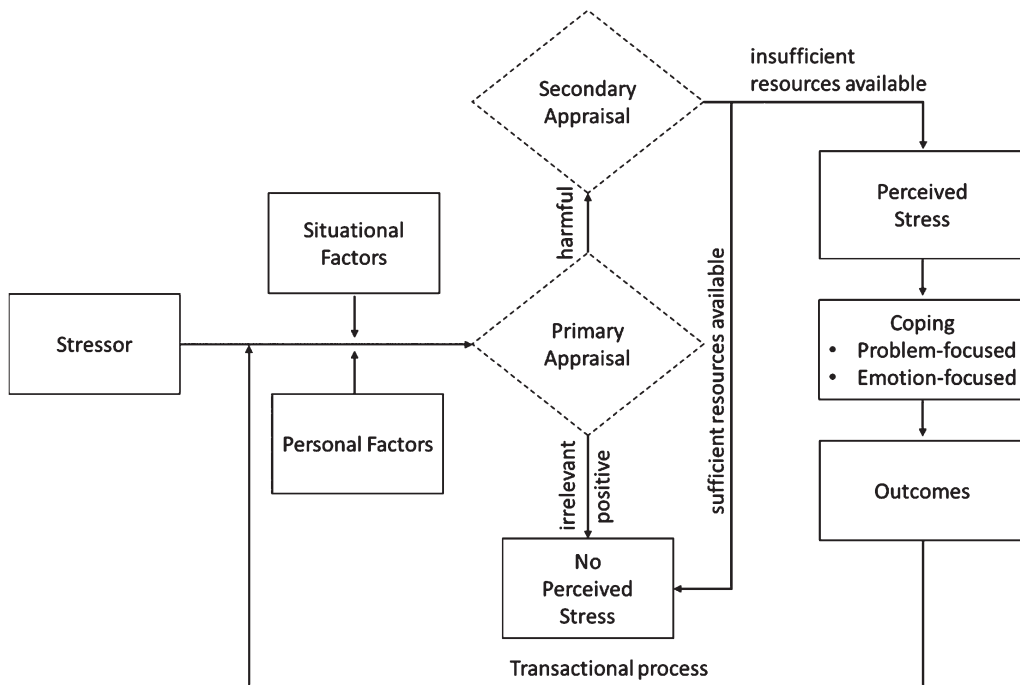 Secondary
Appraisal
insufficient
resources available
Perceived
Stress
Situational
Factors
harmful
sufficient resources available
Stressor
Primary
Appraisal
Coping
• Problem-focused
• Emotion-focused
Personal Factors
irrelevant
positive
Outcomes
No
Perceived
Stress
Transactional process